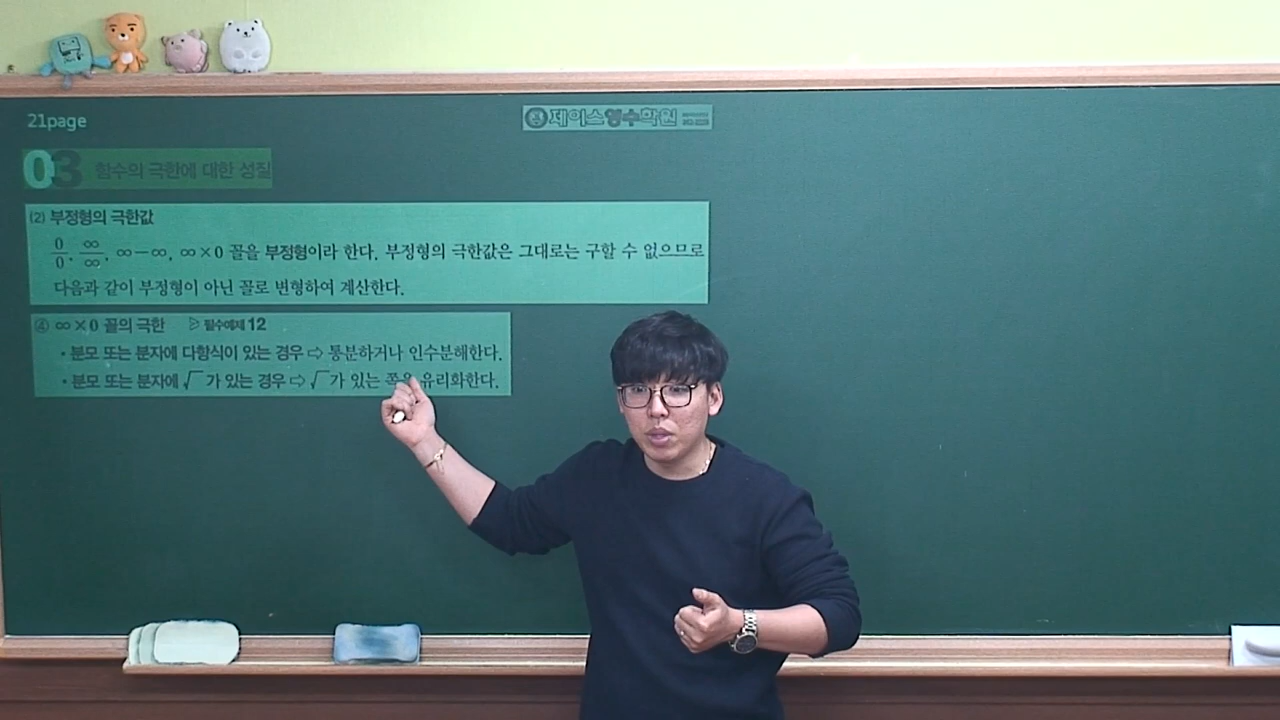 21page
제이스영수학원
03 함수의 극한에 대한 성질
(2) 부정형의 극한값
0/0, ∞/∞, ∞−∞, ∞×0 꼴을 부정형이라 한다. 부정형의 극한값은 그대로는 구할 수 없으므로
다음과 같이 부정형이 아닌 꼴로 변형하여 계산한다.
④ ∞×0 꼴의 극한 ▷ 필수예제 12
• 분모 또는 분자에 다항식이 있는 경우 ⇨ 통분하거나 인수분해한다.
• 분모 또는 분자에 √ 가 있는 경우 ⇨ √ 가 있는 쪽을 유리화한다.